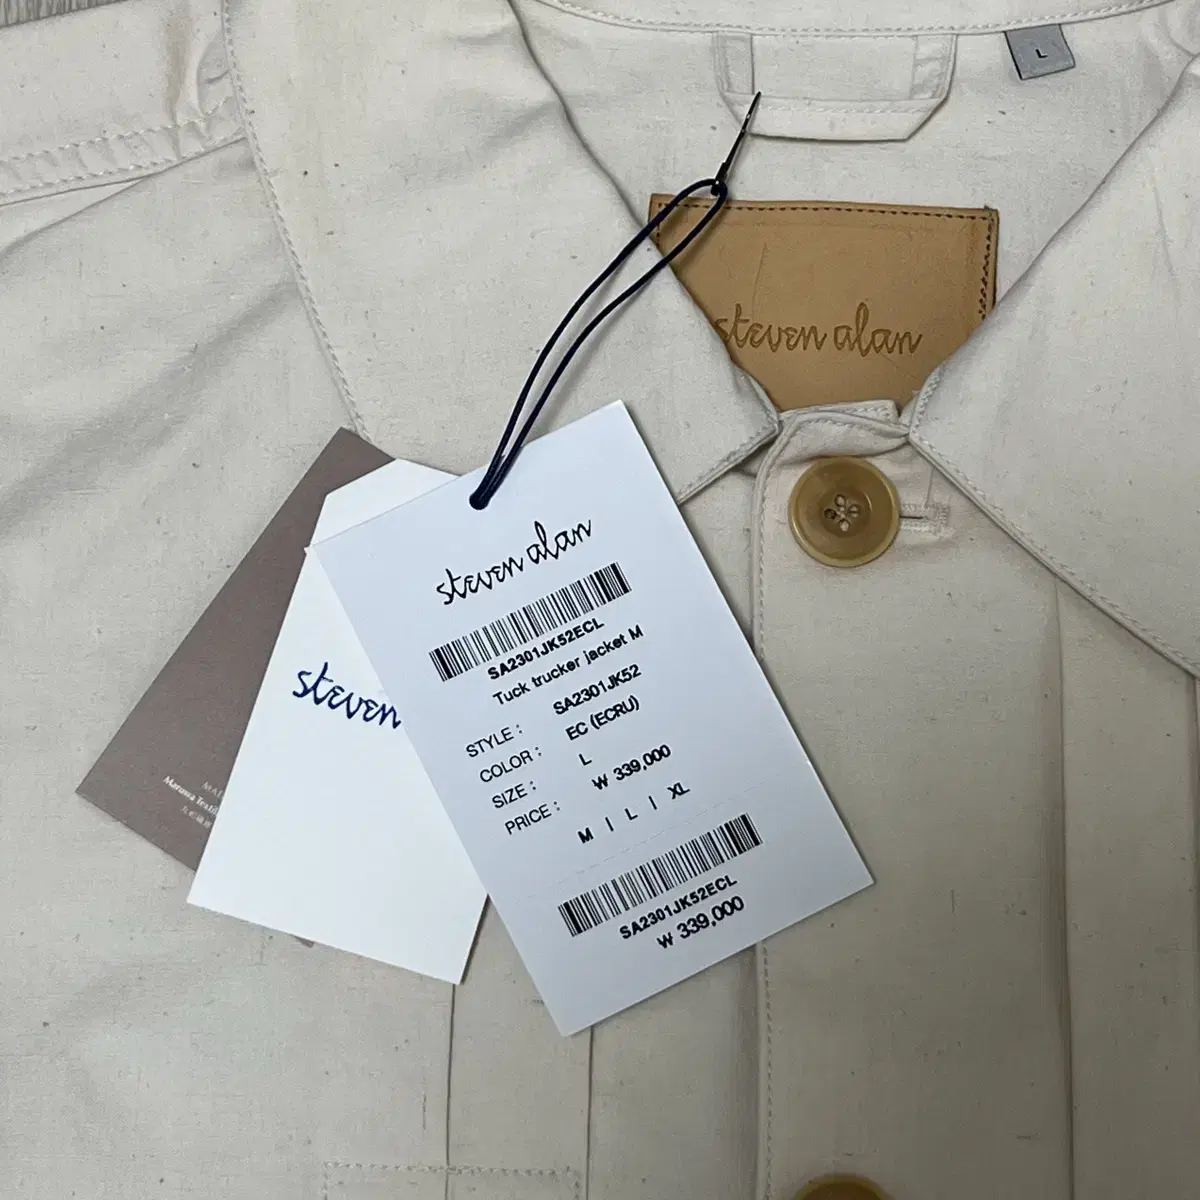 L
steven alan
steven alan
SA2301JK52ECL
Tuck trucker jacket M
STYLE : SA2301JK52
COLOR : EC (ECRU)
SIZE : L
PRICE : ₩ 339,000
M | L | XL
SA2301JK52ECL
₩ 339,000
steven
Maruwa